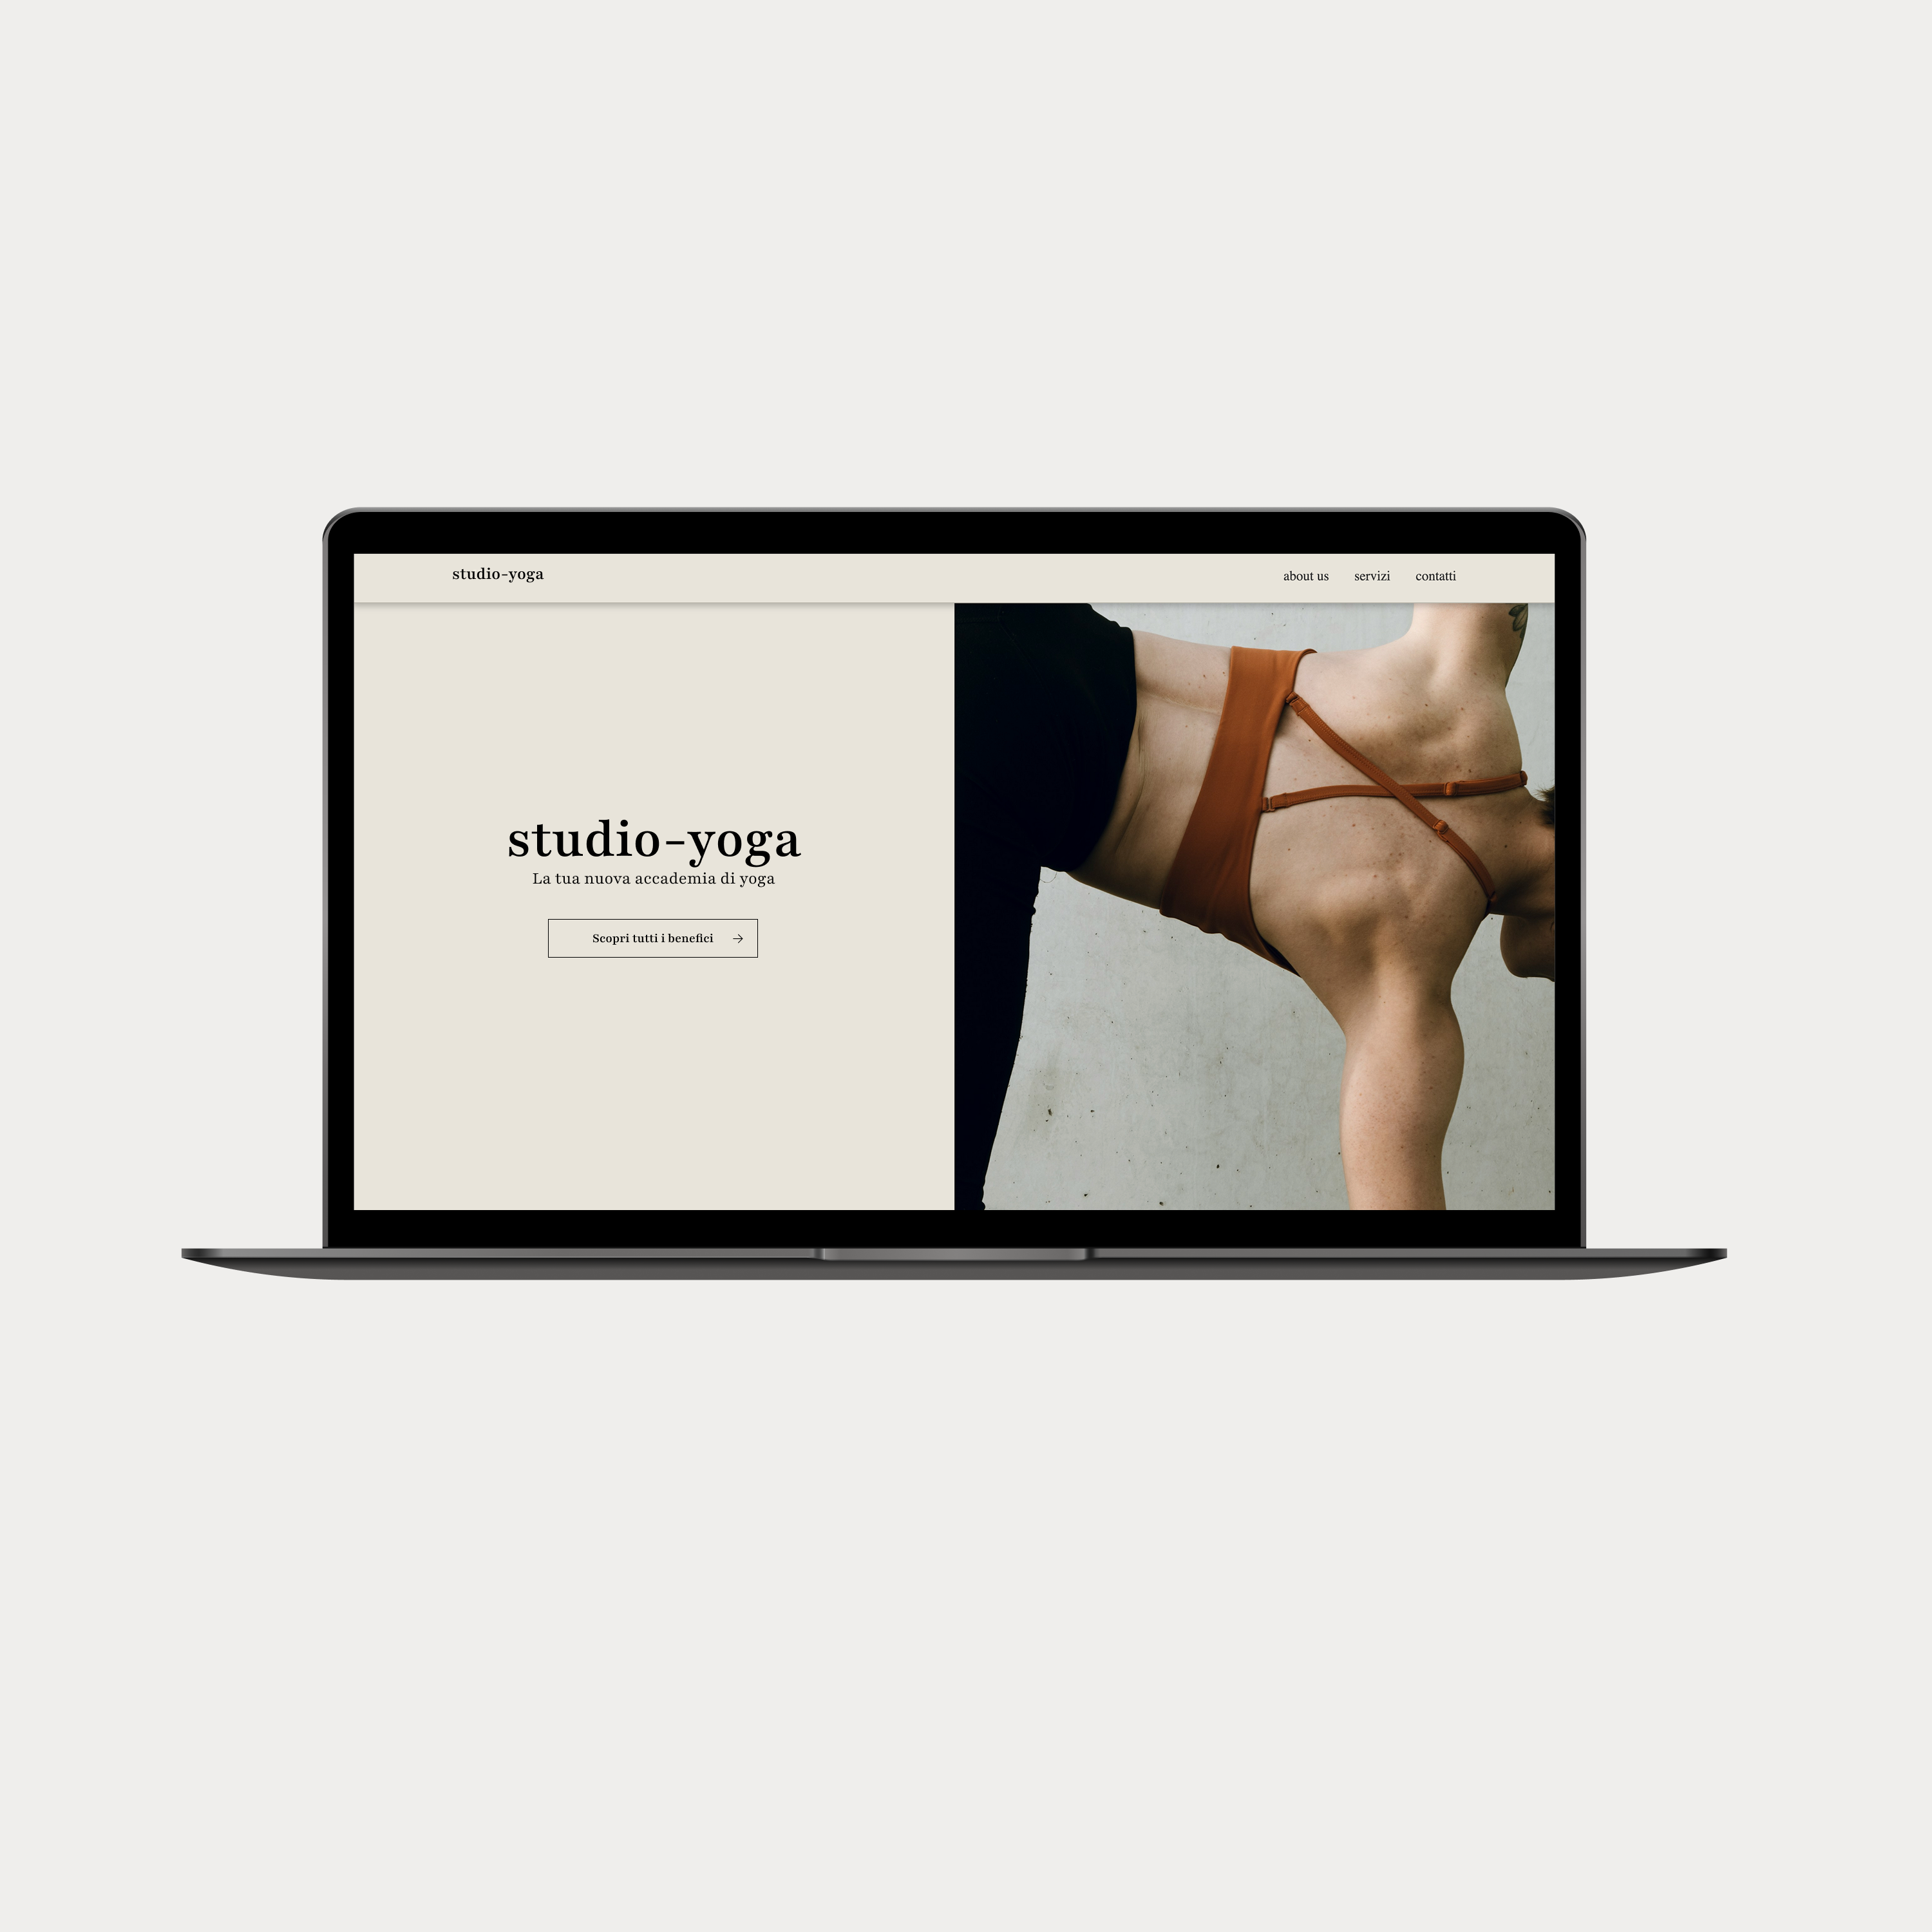 studio-yoga
about us servizi contatti
studio-yoga
La tua nuova accademia di yoga
Scopri tutti i benefici →